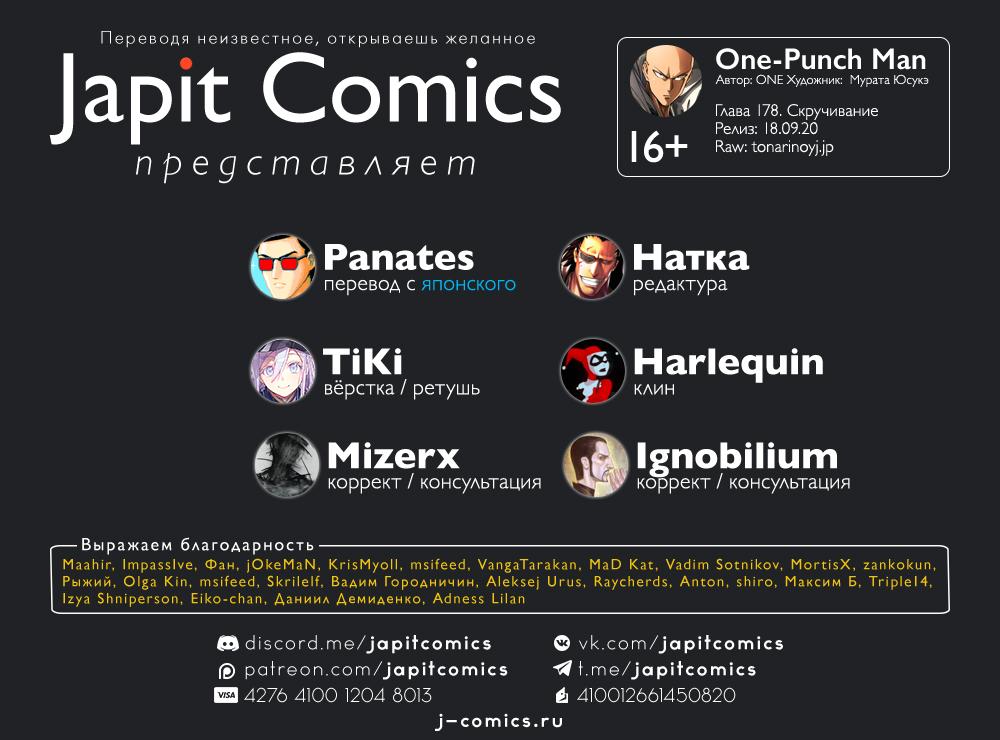 Переводя неизвестное, открываешь желанное
Japit Comics
представляет
One-Punch Man
Автор: ONE Художник: Мурата Юсукэ
Глава 178. Скручивание
Релиз: 18.09.20
Raw: tonarinoyj.jp
16+
Panates
перевод с японского
Натка
редактура
TiKi
вёрстка / ретушь
Harlequin
клин
Mizerx
коррект / консультация
Ignobilium
коррект / консультация
Выражаем благодарность
Maahir, ImpassIve, Фан, jOkeMaN, KrisMyoll, msifeed, VangaTarakan, MaD Kat, Vadim Sotnikov, MortisX, zankokun,
Рыжий, Olga Kin, msifeed, Skrilelf, Вадим Городничин, Aleksej Urus, Raycherds, Anton, shiro, Максим Б, Triple14,
Izya Shniperson, Eiko-chan, Даниил Демиденко, Adness Lilan
discord.me/japitcomics
vk.com/japitcomics
patreon.com/japitcomics
t.me/japitcomics
VISA 4276 4100 1204 8013
410012661450820
j-comics.ru